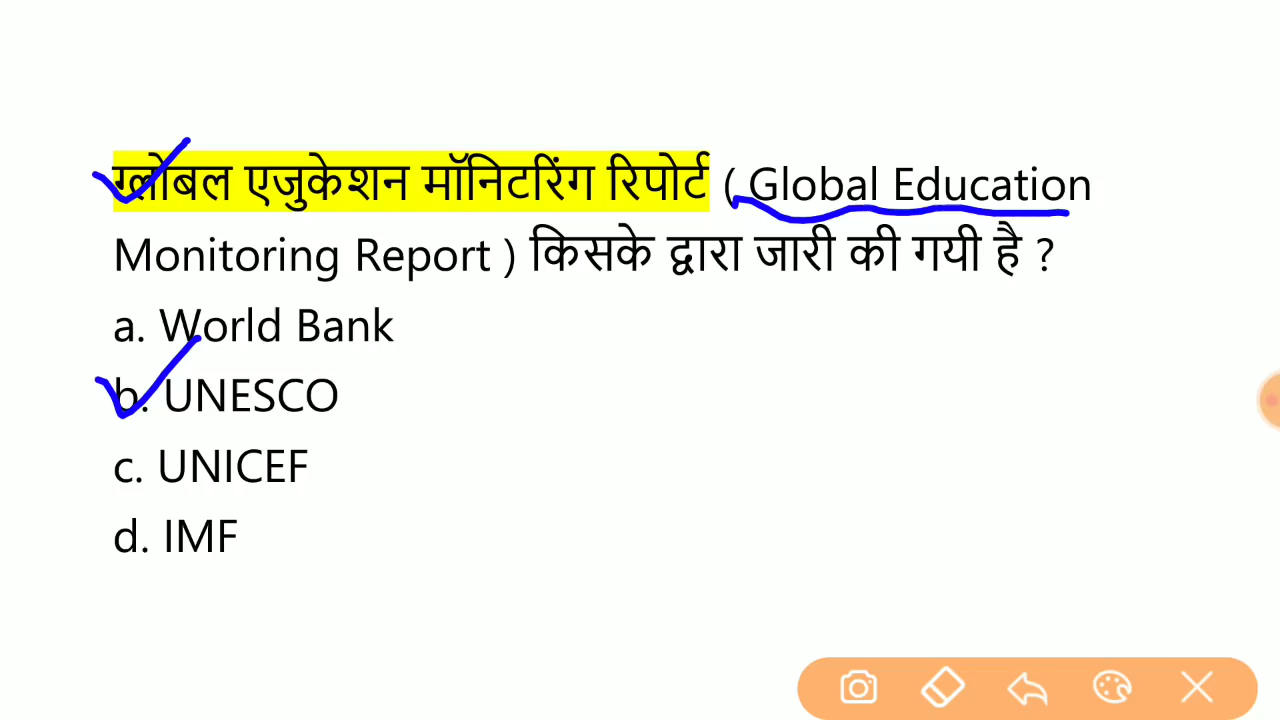 ग्लोबल एजुकेशन मॉनिटरिंग रिपोर्ट ( Global Education
Monitoring Report ) किसके द्वारा जारी की गयी है ?
a. World Bank
b. UNESCO
c. UNICEF
d. IMF